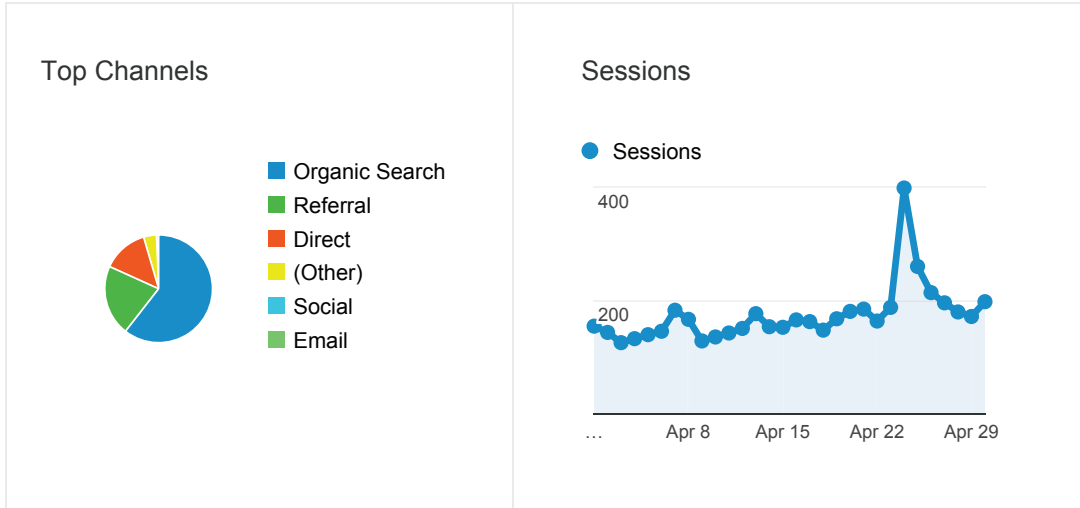 Top Channels
Organic Search
Referral
Direct
(Other)
Social
Email
Sessions
Sessions
400
200
... Apr 8 Apr 15 Apr 22 Apr 29